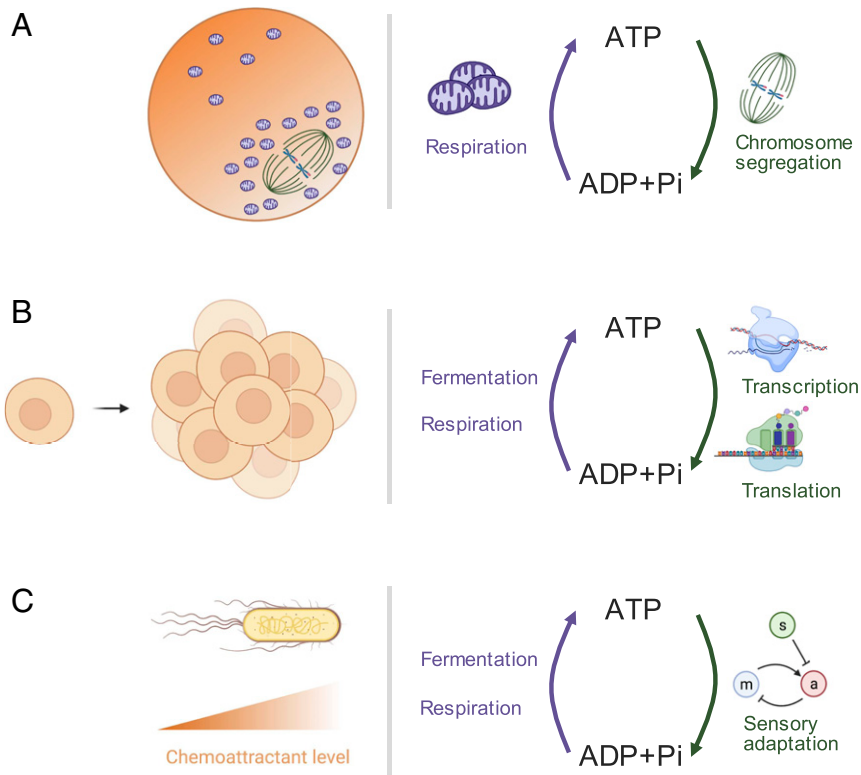 A
ATP
Respiration
Chromosome
segregation
ADP+Pi
B
ATP
Fermentation
Transcription
Respiration
ADP+Pi
Translation
C
ATP
s
Fermentation
m
a
Respiration
Sensory
adaptation
Chemoattractant level
ADP+Pi